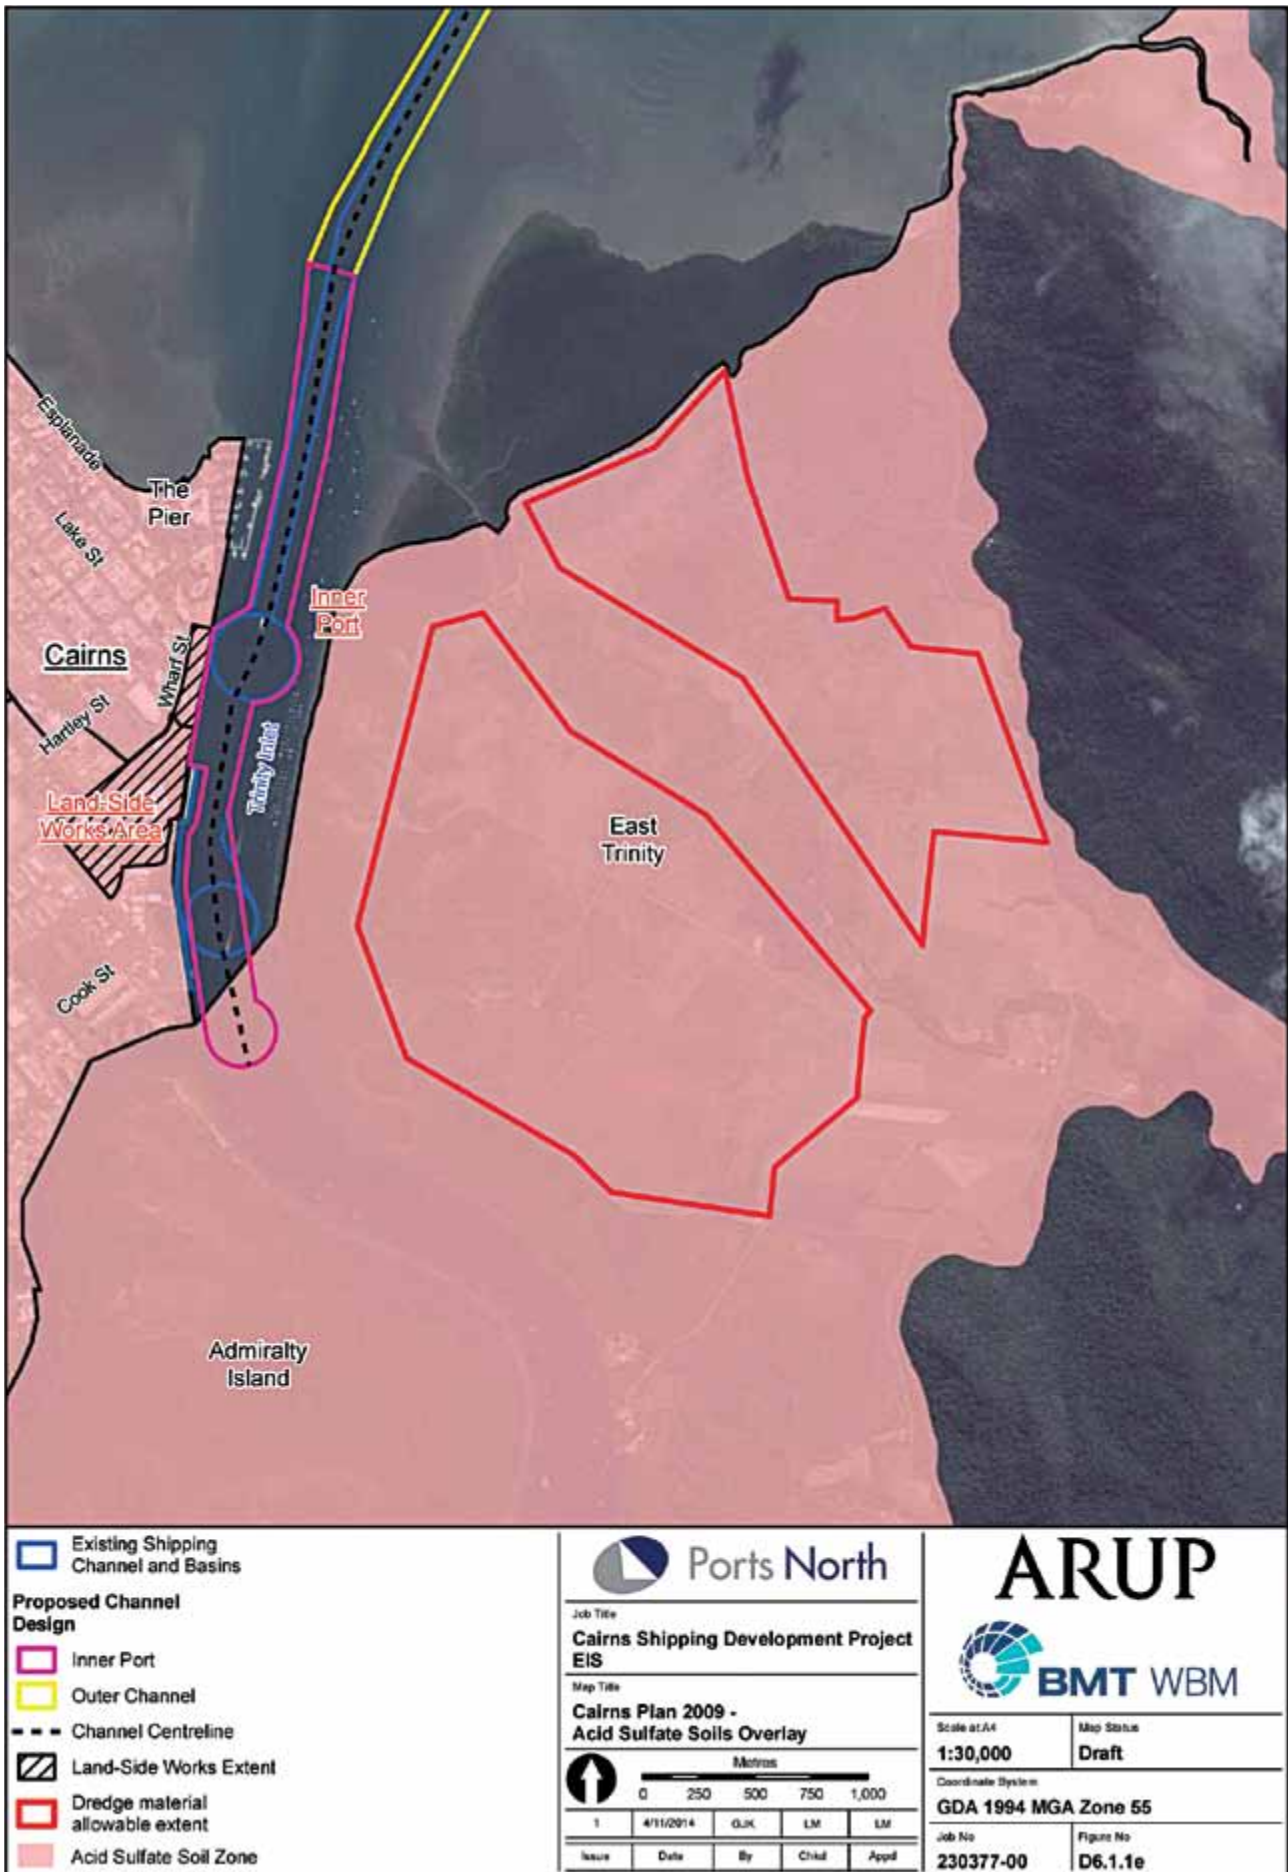 Esplanade
The
Pier
Lake St
Inner
Port
Cairns
Wharf St
Hartley St
Trinity Inlet
Land-Side
Works Area
East
Trinity
Cook St
Admiralty
Island
Existing Shipping
Channel and Basins
Proposed Channel
Design
Inner Port
Outer Channel
Channel Centreline
Land-Side Works Extent
Dredge material
allowable extent
Acid Sulfate Soil Zone
Ports North
Job Title
Cairns Shipping Development Project
EIS
Map Title
Cairns Plan 2009 -
Acid Sulfate Soils Overlay
Metres
0 250 500 750 1,000
1 4/11/2014 GJK LM LM
Issue Date By Chkd Appd
ARUP
BMT WBM
Scale at A4 Map Status
1:30,000 Draft
Coordinate System
GDA 1994 MGA Zone 55
Job No Figure No
230377-00 D6.1.1e